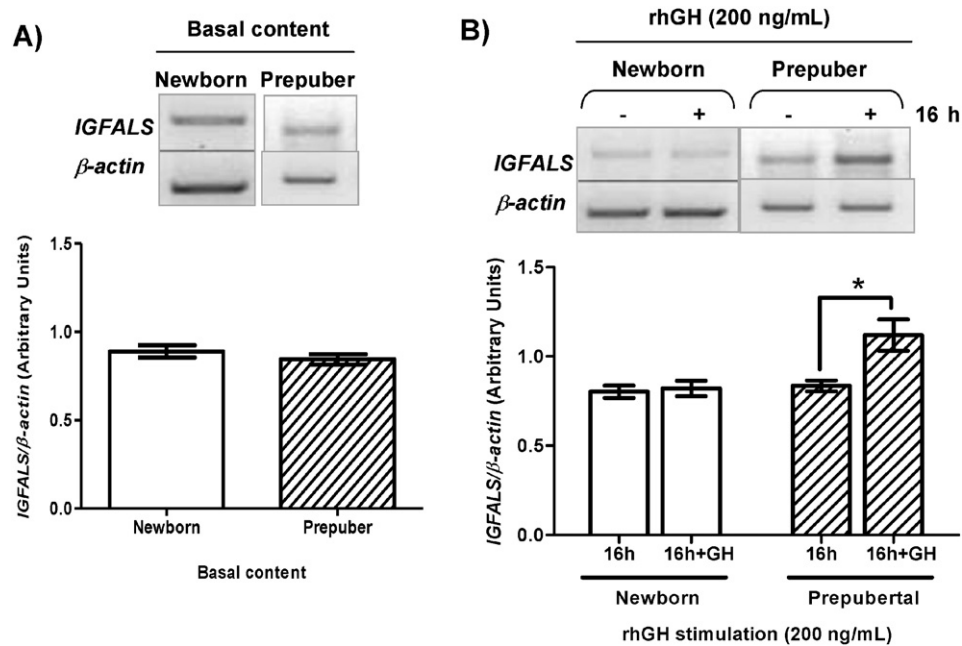 A)
Basal content
Newborn Prepuber
IGFALS
β-actin
1.5
1.0
0.5
0.0
IGFALS/β-actin (Arbitrary Units)
Newborn Prepuber
Basal content
B)
rhGH (200 ng/mL)
Newborn Prepuber
- + - + 16 h
IGFALS
β-actin
1.5
1.0
0.5
0.0
IGFALS/β-actin (Arbitrary Units)
*
16h 16h+GH 16h 16h+GH
Newborn Prepubertal
rhGH stimulation (200 ng/mL)